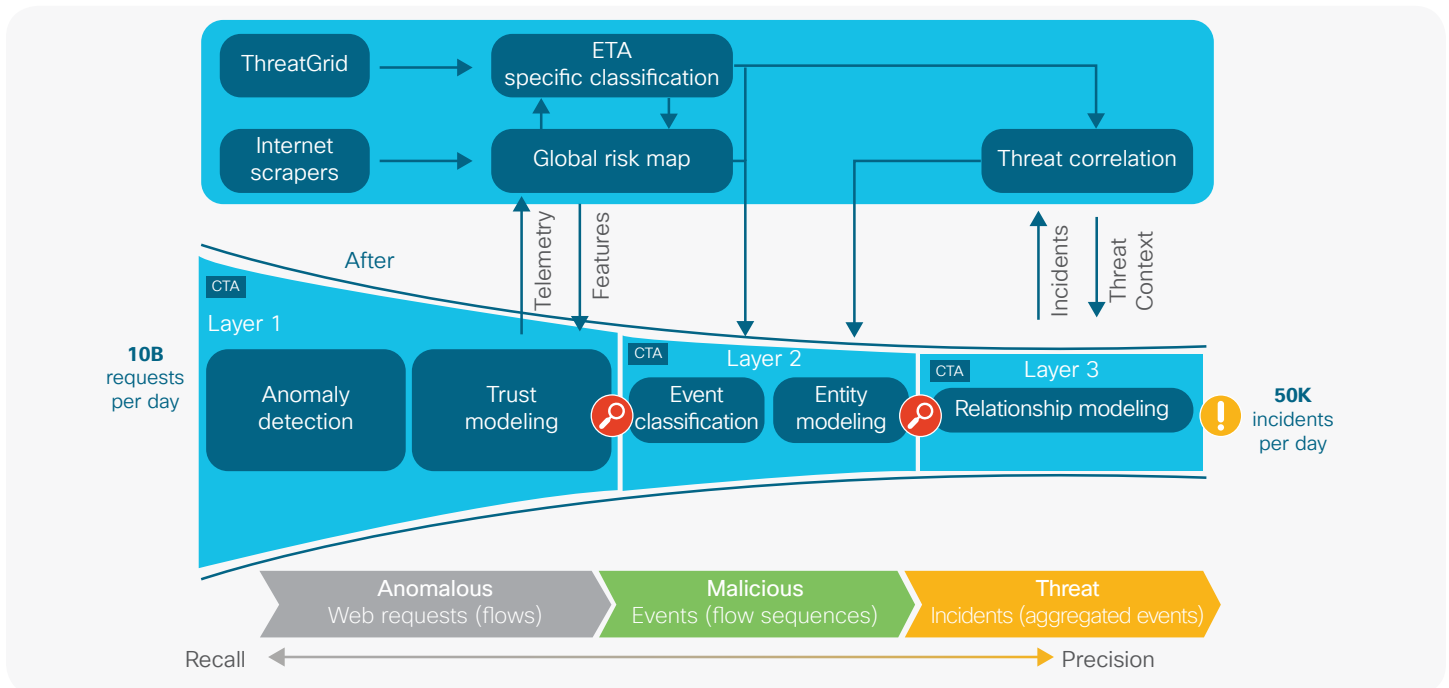 ThreatGrid
ETA
specific classification
Internet
scrapers
Global risk map
Threat correlation
Telemetry
Features
Incidents
Threat
Context
After
CTA
Layer 1
10B
requests
per day
Anomaly
detection
Trust
modeling
CTA
Layer 2
Event
classification
Entity
modeling
CTA
Layer 3
Relationship modeling
50K
incidents
per day
Anomalous
Web requests (flows)
Malicious
Events (flow sequences)
Threat
Incidents (aggregated events)
Recall
Precision